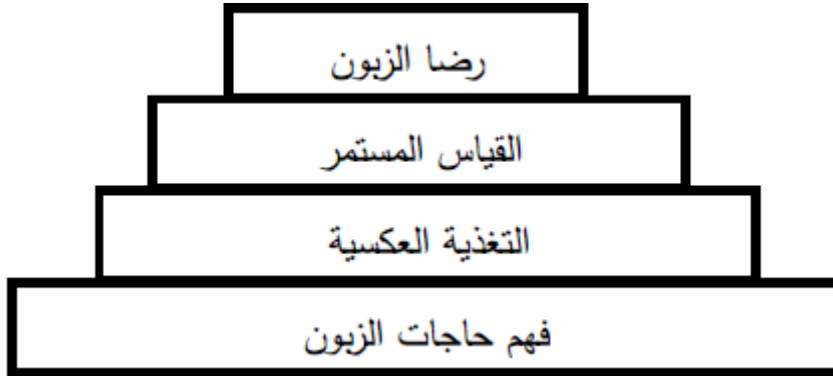 رضا الزبون
القياس المستمر
التغذية العكسية
فهم حاجات الزبون